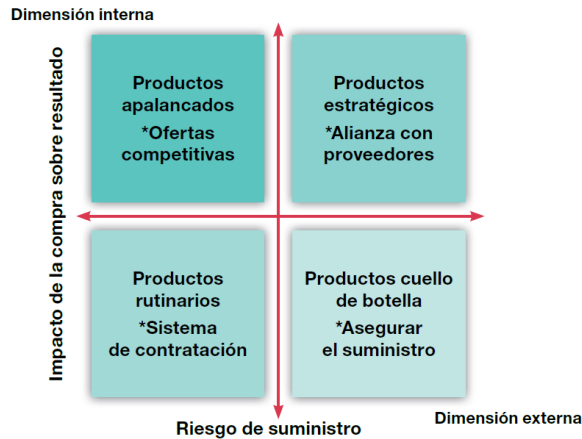 Dimensión interna
Impacto de la compra sobre resultado
Productos
apalancados
*Ofertas
competitivas
Productos
estratégicos
*Alianza con
proveedores
Productos
rutinarios
*Sistema
de contratación
Productos cuello
de botella
*Asegurar
el suministro
Riesgo de suministro
Dimensión externa